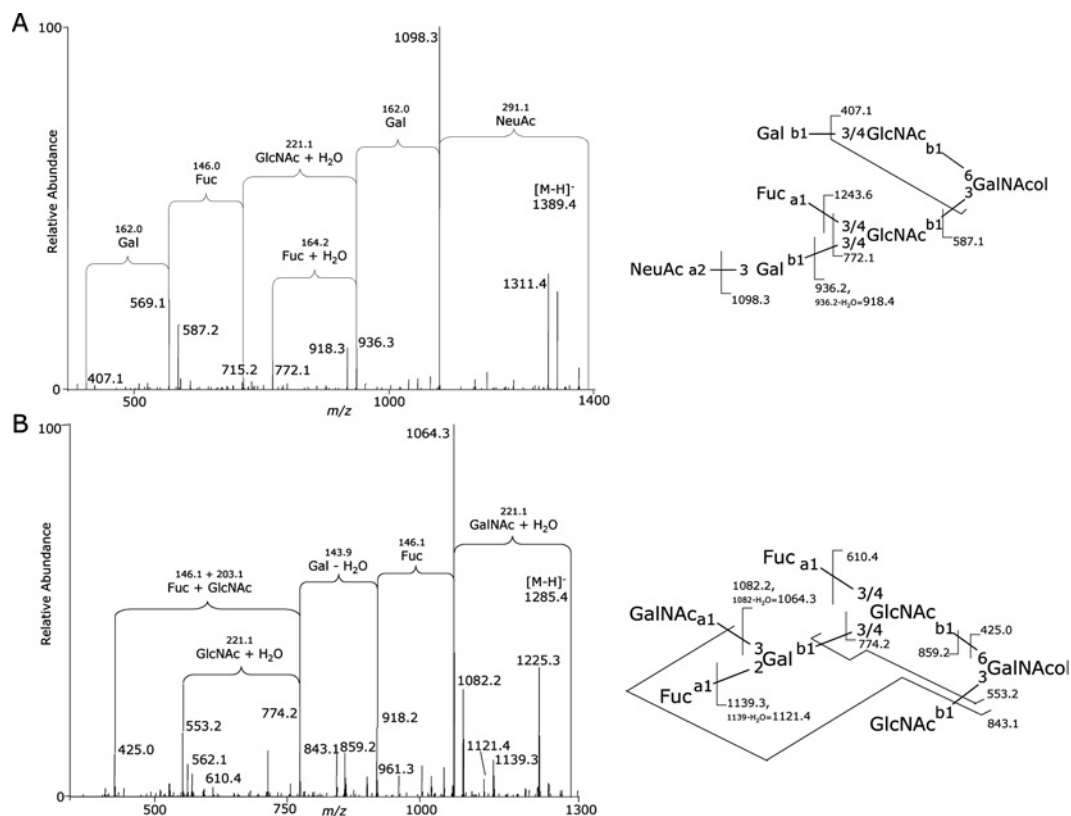 A
100
Relative Abundance
0
1098.3
162.0
Gal
291.1
NeuAc
221.1
GlcNAc + H₂O
146.0
Fuc
[M-H]⁻
1389.4
162.0
Gal
164.2
Fuc + H₂O
569.1
587.2
1311.4
918.3
936.3
407.1
715.2
772.1
500
1000
1400
m/z
407.1
Gal b1 3/4 GlcNAc
b1
6
GalNAcol
3
Fuc a1
1243.6
3/4
GlcNAc b1
3/4
b1
772.1
587.1
NeuAc a2 3 Gal
936.2,
936.2-H₂O=918.4
1098.3
B
100
Relative Abundance
0
1064.3
221.1
GalNAc + H₂O
146.1
Fuc
143.9
Gal - H₂O
146.1 + 203.1
Fuc + GlcNAc
[M-H]⁻
1285.4
221.1
GlcNAc + H₂O
1225.3
1082.2
774.2
918.2
553.2
425.0
843.1
859.2
1121.4
1139.3
562.1
610.4
961.3
500
750
1000
1300
m/z
Fuc a1
610.4
1082.2,
1082-H₂O=1064.3
3/4
GlcNAc
GalNAc a1
b1
425.0
3
Gal b1 3/4
774.2
859.2
6
GalNAcol
2
3
Fuc a1
553.2
1139.3,
1139-H₂O=1121.4
GlcNAc b1
843.1